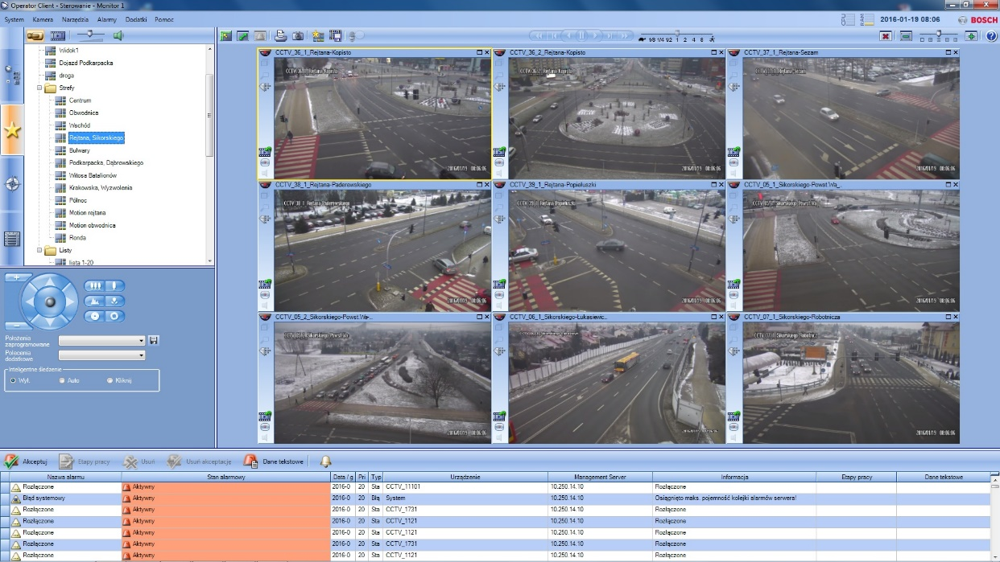 Operator Client - Sterowanie - Monitor 1
System Kamera Narzędzia Alarmy Dodatki Pomoc
2016-01-19 08:06
BOSCH
1/8 1/4 1/2 1 2 4 8
Widok1
Dojazd Podkarpacka
droga
Strefy
Centrum
Obwodnica
Wschód
Rejtana, Sikorskiego
Bulwary
Podkarpacka, Dąbrowskiego
Witosa Batalionów
Krakowska, Wyzwolenia
Północ
Motion rejtana
Motion obwodnica
Ronda
Listy
lista 1-20
Położenia zaprogramowane
Polecenia dodatkowe
Inteligentne śledzenie
Wył. Auto Kliknij
CCTV_36_1_Rejtana-Kopisto
CCTV_36_2_Rejtana-Kopisto
CCTV_37_1_Rejtana-Sezam
CCTV_38_1_Rejtana-Paderewskiego
CCTV_39_1_Rejtana-Popiełuszki
CCTV_05_1_Sikorskiego-Powst.Wa_
CCTV_05_2_Sikorskiego-Powst.Wa-...
CCTV_06_1_Sikorskiego-Łukasiewic...
CCTV_07_1_Sikorskiego-Robotnicza
Akceptuj Etapy pracy Usuń Usuń akceptację Dane tekstowe
Nazwa alarmu Stan alarmowy Data / g Pri Typ Urządzenie Management Server Informacja Etapy pracy Dane tekstowe
Rozłączone Aktywny 2016-0 20 Sta CCTV_11101 10.250.14.10 Rozłączone
Błąd systemowy Aktywny 2016-0 20 Błą System 10.250.14.10 Osiągnięto maks. pojemność kolejki alarmów serwera!
Rozłączone Aktywny 2016-0 20 Sta CCTV_1731 10.250.14.10 Rozłączone
Rozłączone Aktywny 2016-0 20 Sta CCTV_1121 10.250.14.10 Rozłączone
Rozłączone Aktywny 2016-0 20 Sta CCTV_1121 10.250.14.10 Rozłączone
Rozłączone Aktywny 2016-0 20 Sta CCTV_1731 10.250.14.10 Rozłączone
Rozłączone Aktywny 2016-0 20 Sta CCTV_1121 10.250.14.10 Rozłączone